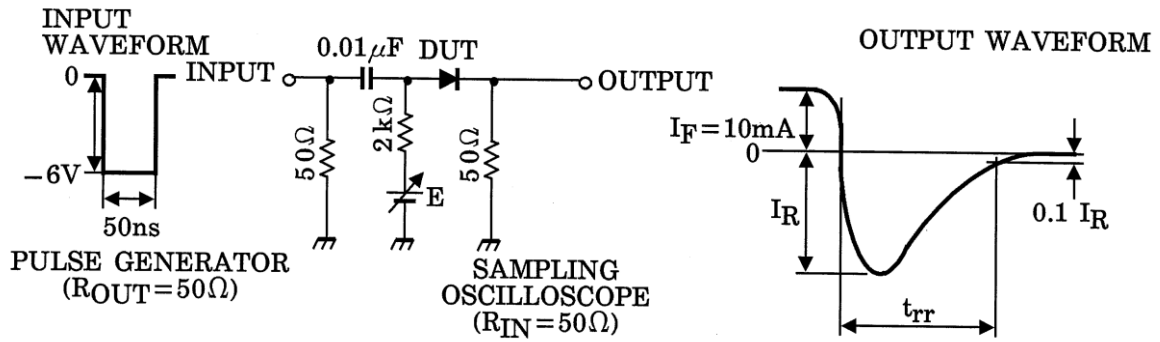 INPUT
WAVEFORM
0
−6V
50ns
PULSE GENERATOR
(ROUT=50Ω)
INPUT
0.01μF
DUT
OUTPUT
50Ω
2kΩ
E
50Ω
SAMPLING
OSCILLOSCOPE
(RIN=50Ω)
OUTPUT WAVEFORM
IF=10mA
0
IR
0.1 IR
trr